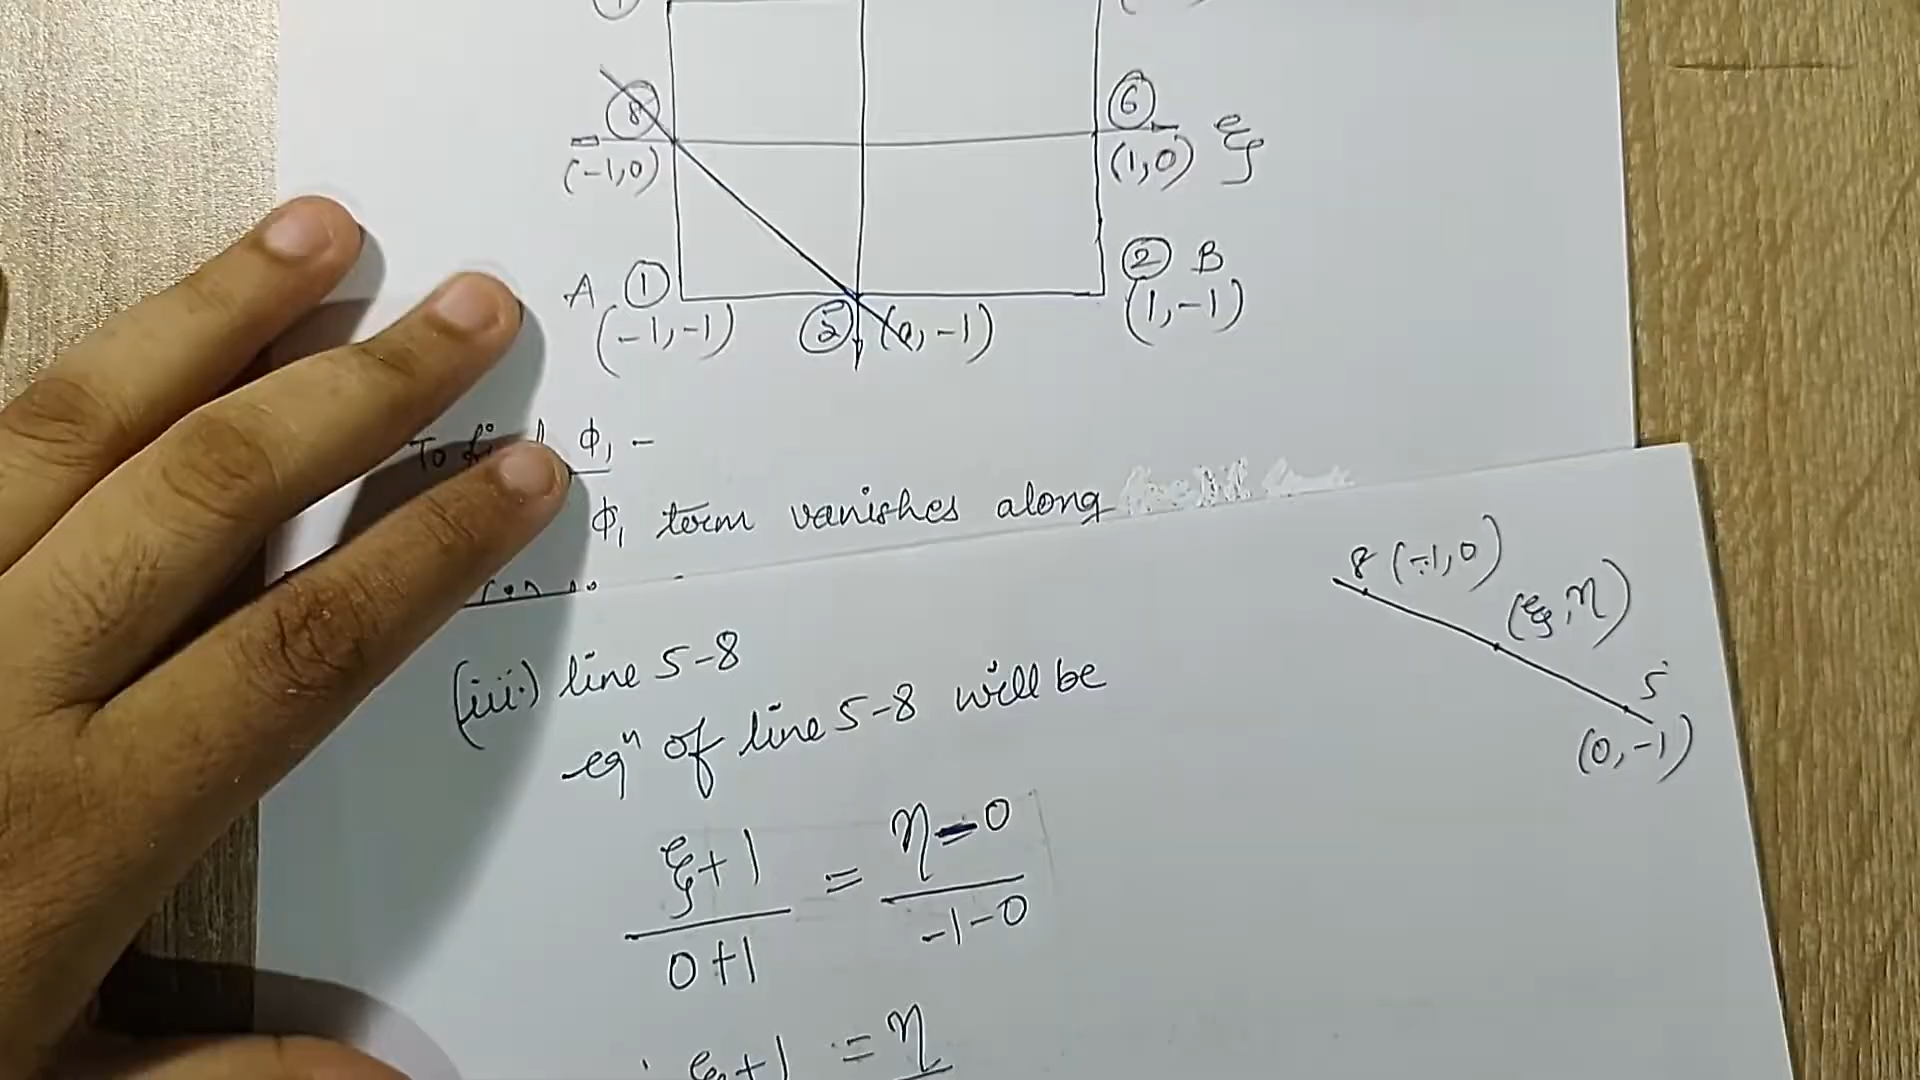 8
(-1,0)
6
(1,0)
ξ
A 1
(-1,-1)
5 (0,-1)
2 B
(1,-1)
To find φ₁ -
φ₁ term vanishes along
8 (-1,0)
(ξ,η)
5
(0,-1)
(iii) line 5-8
eqⁿ of line 5-8 will be
ξ+1 / 0+1 = η-0 / -1-0
ξ+1 = η